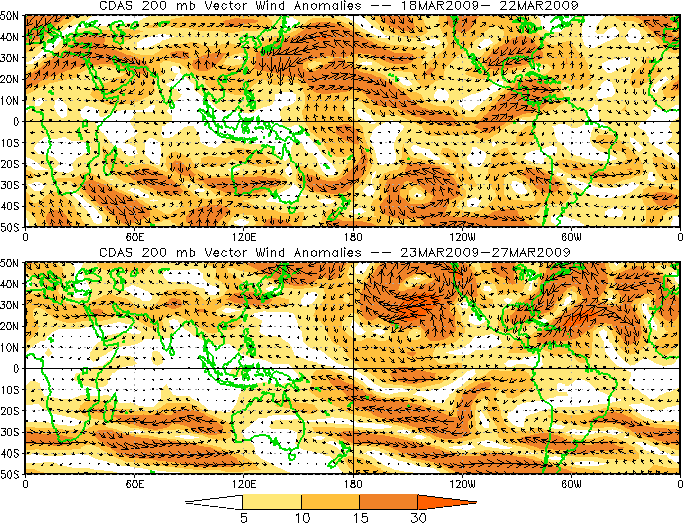 CDAS 200 mb Vector Wind Anomalies -- 18MAR2009- 22MAR2009
50N
40N
30N
20N
10N
0
10S
20S
30S
40S
50S
0 60E 120E 180 120W 60W 0
CDAS 200 mb Vector Wind Anomalies -- 23MAR2009-27MAR2009
50N
40N
30N
20N
10N
0
10S
20S
30S
40S
50S
0 60E 120E 180 120W 60W 0
5 10 15 30